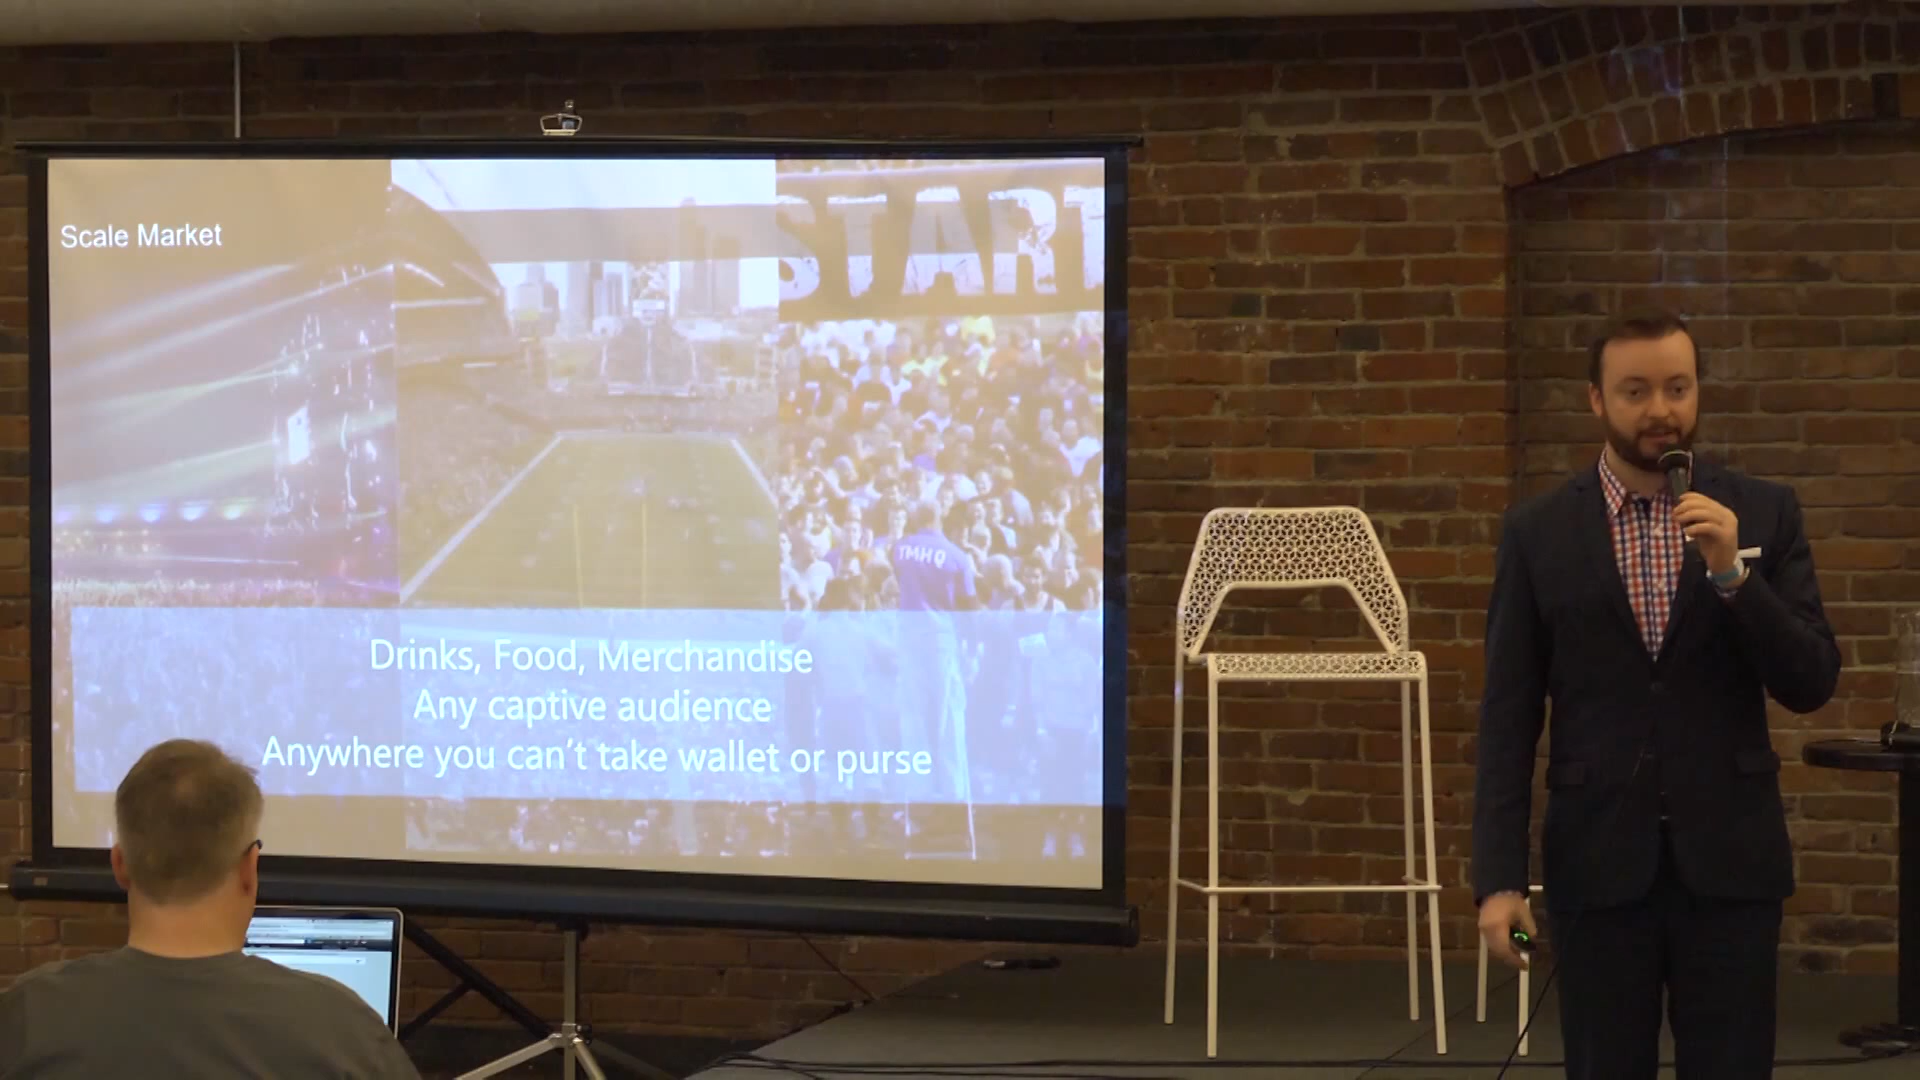 Scale Market
START
TMHQ
Drinks, Food, Merchandise
Any captive audience
Anywhere you can't take wallet or purse